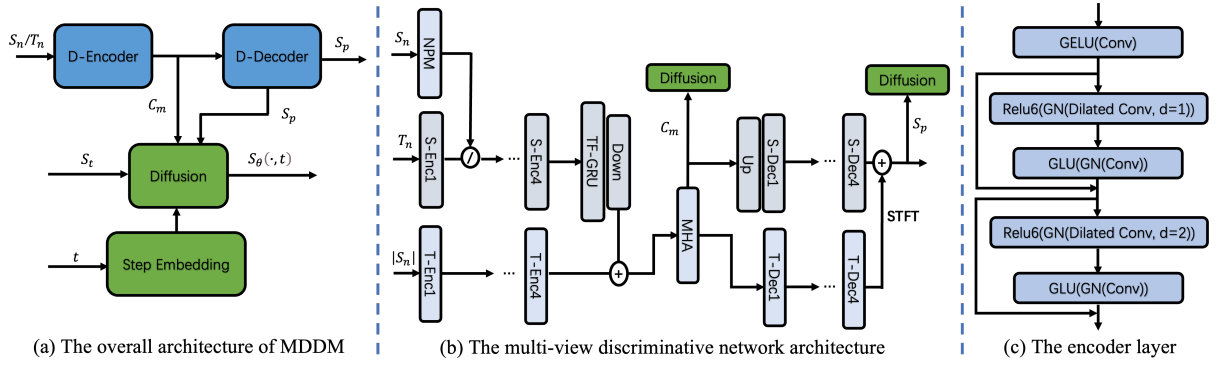 S_n/T_n
D-Encoder
D-Decoder
S_p
C_m
S_p
S_t
Diffusion
S_θ(·, t)
t
Step Embedding
(a) The overall architecture of MDDM
S_n
NPM
T_n
S-Enc1
/
...
S-Enc4
TF-GRU
Down
|S_n|
T-Enc1
...
T-Enc4
+
MHA
C_m
Diffusion
Up
S-Dec1
...
S-Dec4
+
S_p
Diffusion
STFT
T-Dec1
...
T-Dec4
(b) The multi-view discriminative network architecture
GELU(Conv)
Relu6(GN(Dilated Conv, d=1))
GLU(GN(Conv))
Relu6(GN(Dilated Conv, d=2))
GLU(GN(Conv))
(c) The encoder layer